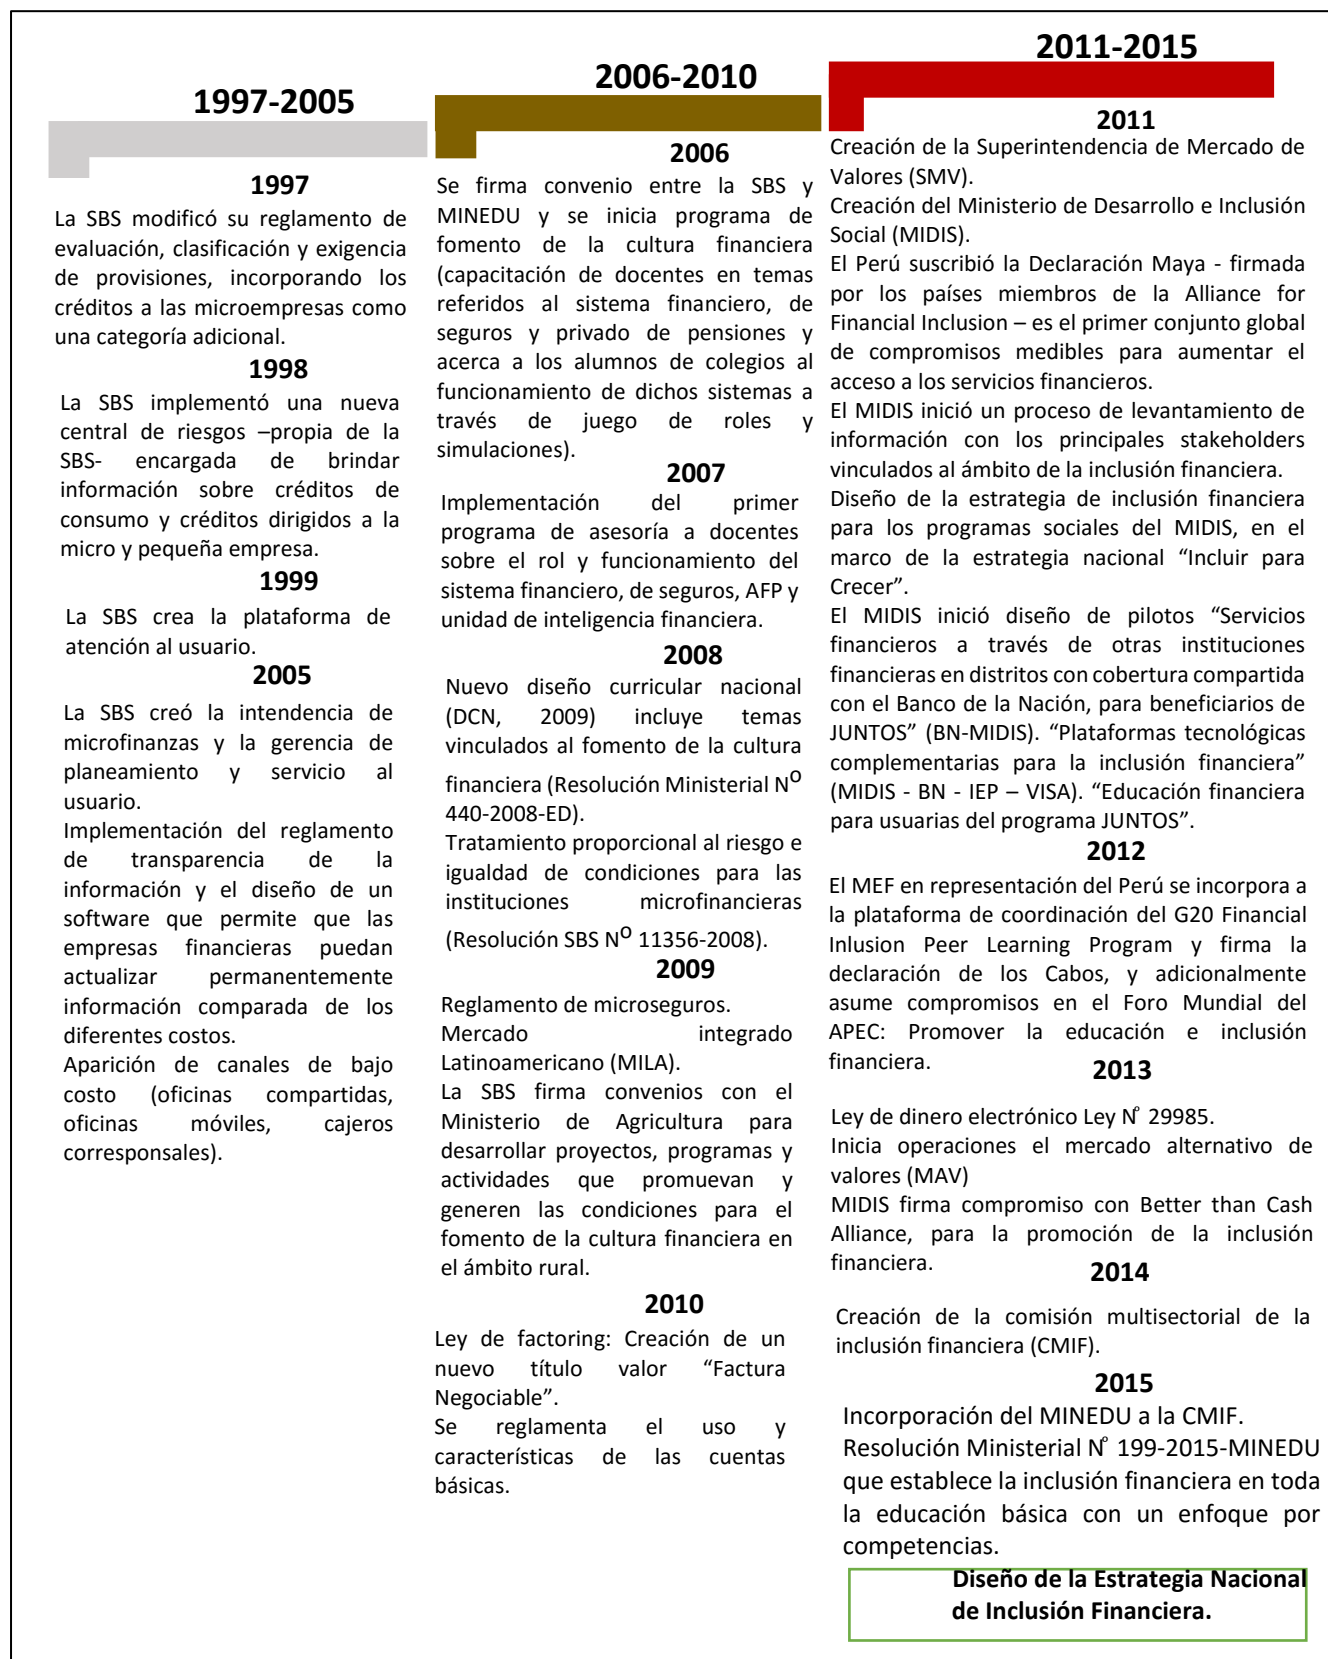 1997-2005
1997
La SBS modificó su reglamento de
evaluación, clasificación y exigencia
de provisiones, incorporando los
créditos a las microempresas como
una categoría adicional.
1998
La SBS implementó una nueva
central de riesgos –propia de la
SBS- encargada de brindar
información sobre créditos de
consumo y créditos dirigidos a la
micro y pequeña empresa.
1999
La SBS crea la plataforma de
atención al usuario.
2005
La SBS creó la intendencia de
microfinanzas y la gerencia de
planeamiento y servicio al
usuario.
Implementación del reglamento
de transparencia de la
información y el diseño de un
software que permite que las
empresas financieras puedan
actualizar permanentemente
información comparada de los
diferentes costos.
Aparición de canales de bajo
costo (oficinas compartidas,
oficinas móviles, cajeros
corresponsales).
2006-2010
2006
Se firma convenio entre la SBS y
MINEDU y se inicia programa de
fomento de la cultura financiera
(capacitación de docentes en temas
referidos al sistema financiero, de
seguros y privado de pensiones y
acerca a los alumnos de colegios al
funcionamiento de dichos sistemas a
través de juego de roles y
simulaciones).
2007
Implementación del primer
programa de asesoría a docentes
sobre el rol y funcionamiento del
sistema financiero, de seguros, AFP y
unidad de inteligencia financiera.
2008
Nuevo diseño curricular nacional
(DCN, 2009) incluye temas
vinculados al fomento de la cultura
financiera (Resolución Ministerial Nº
440-2008-ED).
Tratamiento proporcional al riesgo e
igualdad de condiciones para las
instituciones microfinancieras
(Resolución SBS Nº 11356-2008).
2009
Reglamento de microseguros.
Mercado integrado
Latinoamericano (MILA).
La SBS firma convenios con el
Ministerio de Agricultura para
desarrollar proyectos, programas y
actividades que promuevan y
generen las condiciones para el
fomento de la cultura financiera en
el ámbito rural.
2010
Ley de factoring: Creación de un
nuevo título valor “Factura
Negociable”.
Se reglamenta el uso y
características de las cuentas
básicas.
2011-2015
2011
Creación de la Superintendencia de Mercado de
Valores (SMV).
Creación del Ministerio de Desarrollo e Inclusión
Social (MIDIS).
El Perú suscribió la Declaración Maya - firmada
por los países miembros de la Alliance for
Financial Inclusion – es el primer conjunto global
de compromisos medibles para aumentar el
acceso a los servicios financieros.
El MIDIS inició un proceso de levantamiento de
información con los principales stakeholders
vinculados al ámbito de la inclusión financiera.
Diseño de la estrategia de inclusión financiera
para los programas sociales del MIDIS, en el
marco de la estrategia nacional “Incluir para
Crecer”.
El MIDIS inició diseño de pilotos “Servicios
financieros a través de otras instituciones
financieras en distritos con cobertura compartida
con el Banco de la Nación, para beneficiarios de
JUNTOS” (BN-MIDIS). “Plataformas tecnológicas
complementarias para la inclusión financiera”
(MIDIS - BN - IEP – VISA). “Educación financiera
para usuarias del programa JUNTOS”.
2012
El MEF en representación del Perú se incorpora a
la plataforma de coordinación del G20 Financial
Inlusion Peer Learning Program y firma la
declaración de los Cabos, y adicionalmente
asume compromisos en el Foro Mundial del
APEC: Promover la educación e inclusión
financiera.
2013
Ley de dinero electrónico Ley N° 29985.
Inicia operaciones el mercado alternativo de
valores (MAV)
MIDIS firma compromiso con Better than Cash
Alliance, para la promoción de la inclusión
financiera.
2014
Creación de la comisión multisectorial de la
inclusión financiera (CMIF).
2015
Incorporación del MINEDU a la CMIF.
Resolución Ministerial N° 199-2015-MINEDU
que establece la inclusión financiera en toda
la educación básica con un enfoque por
competencias.
Diseño de la Estrategia Nacional
de Inclusión Financiera.